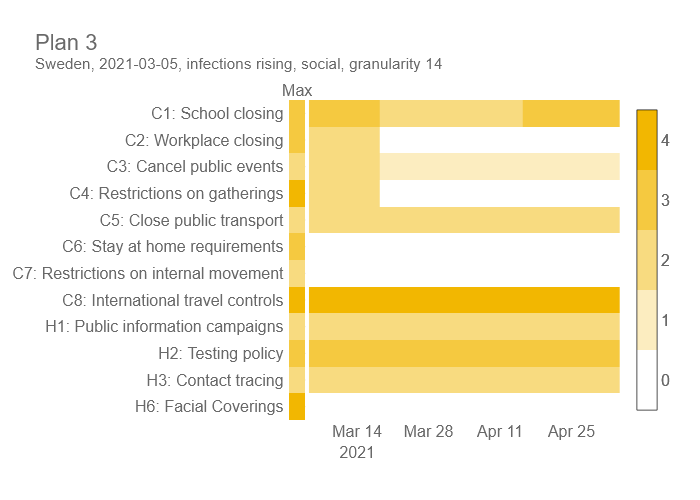 Plan 3
Sweden, 2021-03-05, infections rising, social, granularity 14
Max
C1: School closing
C2: Workplace closing
C3: Cancel public events
C4: Restrictions on gatherings
C5: Close public transport
C6: Stay at home requirements
C7: Restrictions on internal movement
C8: International travel controls
H1: Public information campaigns
H2: Testing policy
H3: Contact tracing
H6: Facial Coverings
Mar 14 Mar 28 Apr 11 Apr 25
2021
4
3
2
1
0